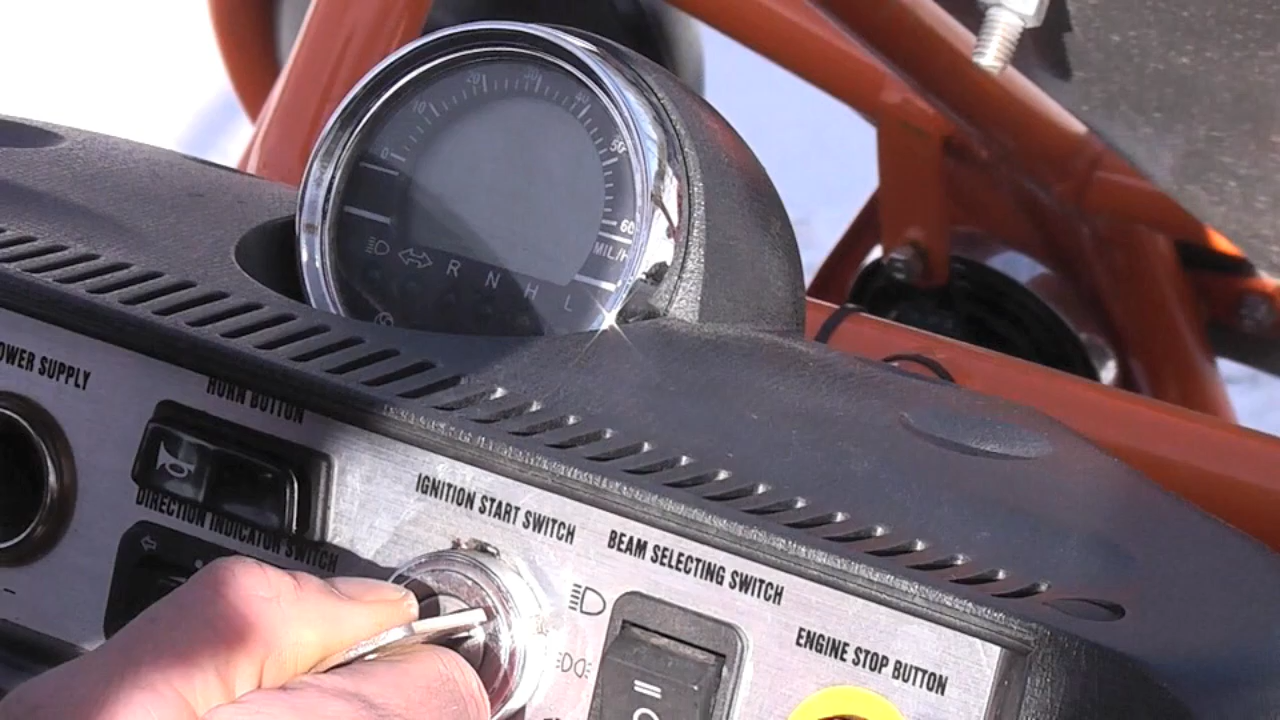 0 10 20 30 40 50 60
MIL/H
R N H L
OWER SUPPLY
HORN BUTTON
DIRECTION INDICATOR SWITCH
IGNITION START SWITCH
BEAM SELECTING SWITCH
ENGINE STOP BUTTON